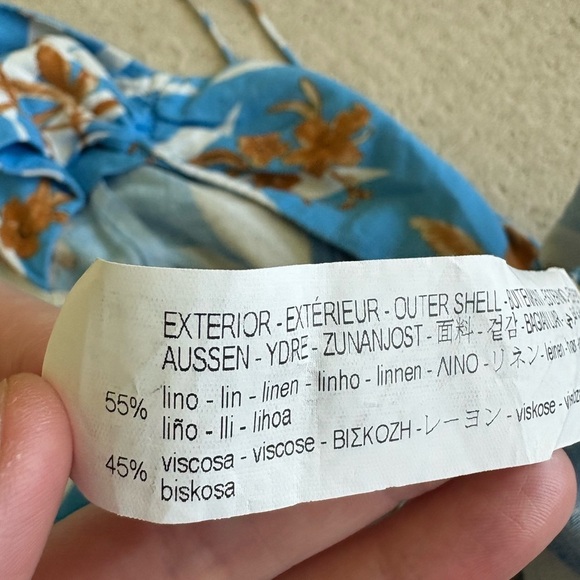 EXTERIOR - EXTÉRIEUR - OUTER SHELL -
AUSSEN - YDRE - ZUNANJOST - 面料 - 겉감 -
55% lino - lin - linen - linho - linnen - ΛΙΝΟ - リネン -
liño - lli - lihoa
45% viscosa - viscose - ΒΙΣΚΟΖΗ - レーヨン - viskose -
biskosa